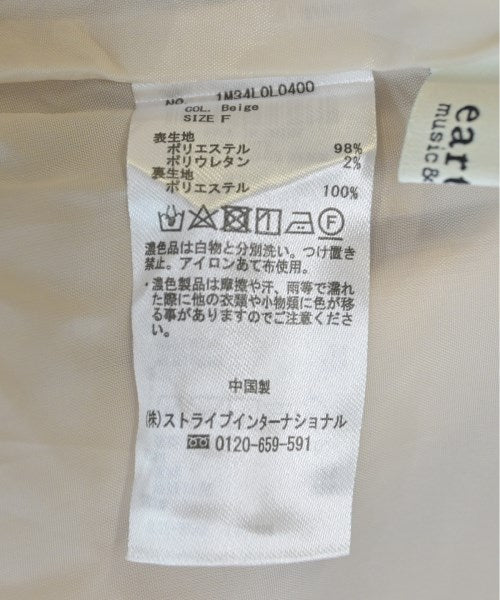 NO. 1M34L0L0400
COL. Beige
SIZE F
表生地
ポリエステル 98%
ポリウレタン 2%
裏生地
ポリエステル 100%
濃色品は白物と分別洗い。つけ置き
禁止。アイロンあて布使用。
・濃色製品は摩擦や汗、雨等で濡れ
た際に他の衣類や小物類に色が移
る事がありますのでご注意くださ
い。
中国製
(株)ストライプインターナショナル
0120-659-591
ear
music &